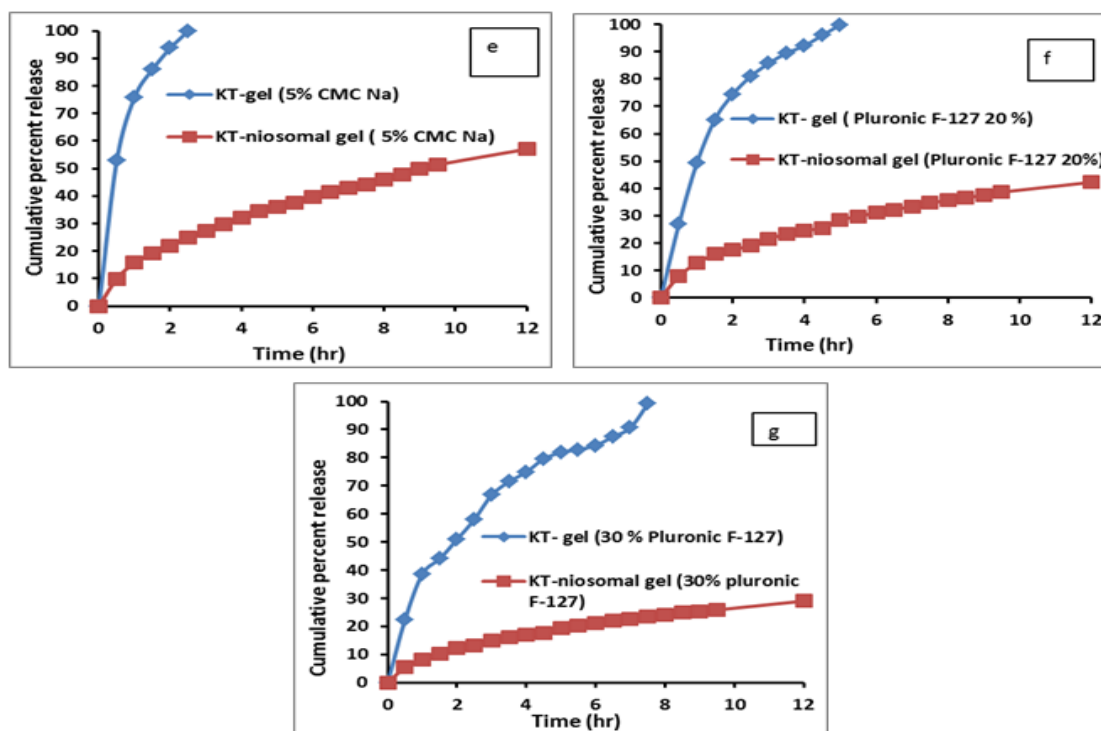 Cumulative percent release
100
90
80
70
60
50
40
30
20
10
0
e
KT-gel (5% CMC Na)
KT-niosomal gel ( 5% CMC Na)
0 2 4 6 8 10 12
Time (hr)
Cumulative percent release
100
90
80
70
60
50
40
30
20
10
0
f
KT- gel ( Pluronic F-127 20 %)
KT-niosomal gel (Pluronic F-127 20%)
0 2 4 6 8 10 12
Time (hr)
Cumulative percent release
100
90
80
70
60
50
40
30
20
10
0
g
KT- gel (30 % Pluronic F-127)
KT-niosomal gel (30% pluronic
F-127)
0 2 4 6 8 10 12
Time (hr)